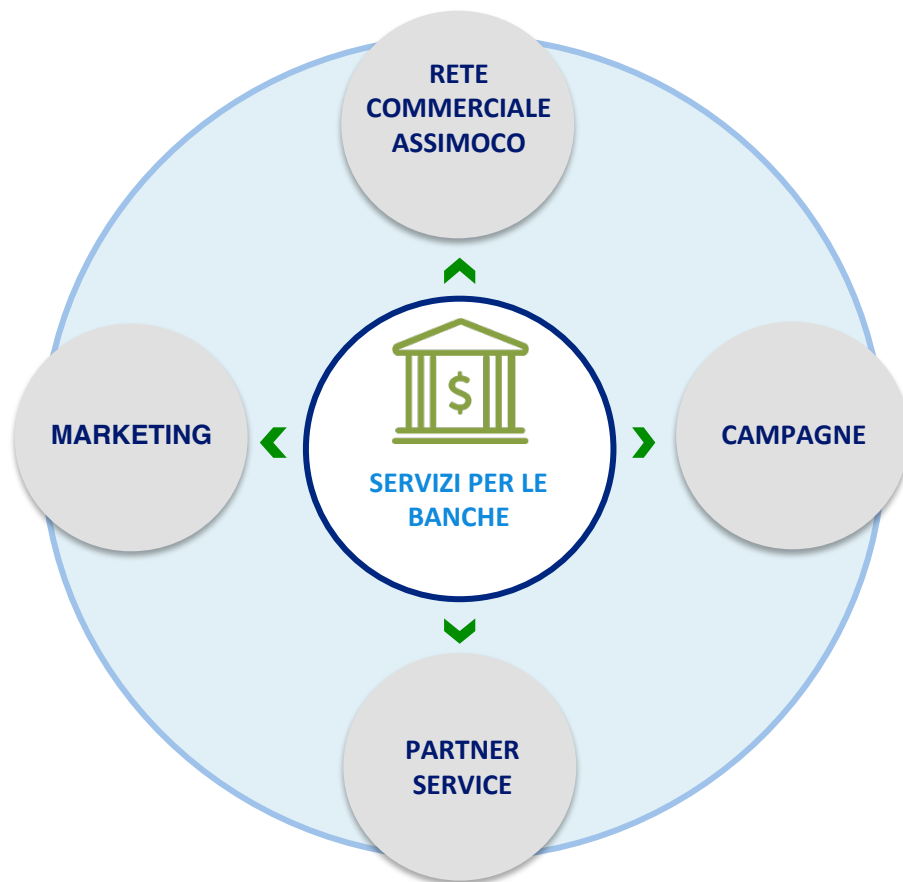 RETE
COMMERCIALE
ASSIMOCO
MARKETING
$
SERVIZI PER LE
BANCHE
CAMPAGNE
PARTNER
SERVICE